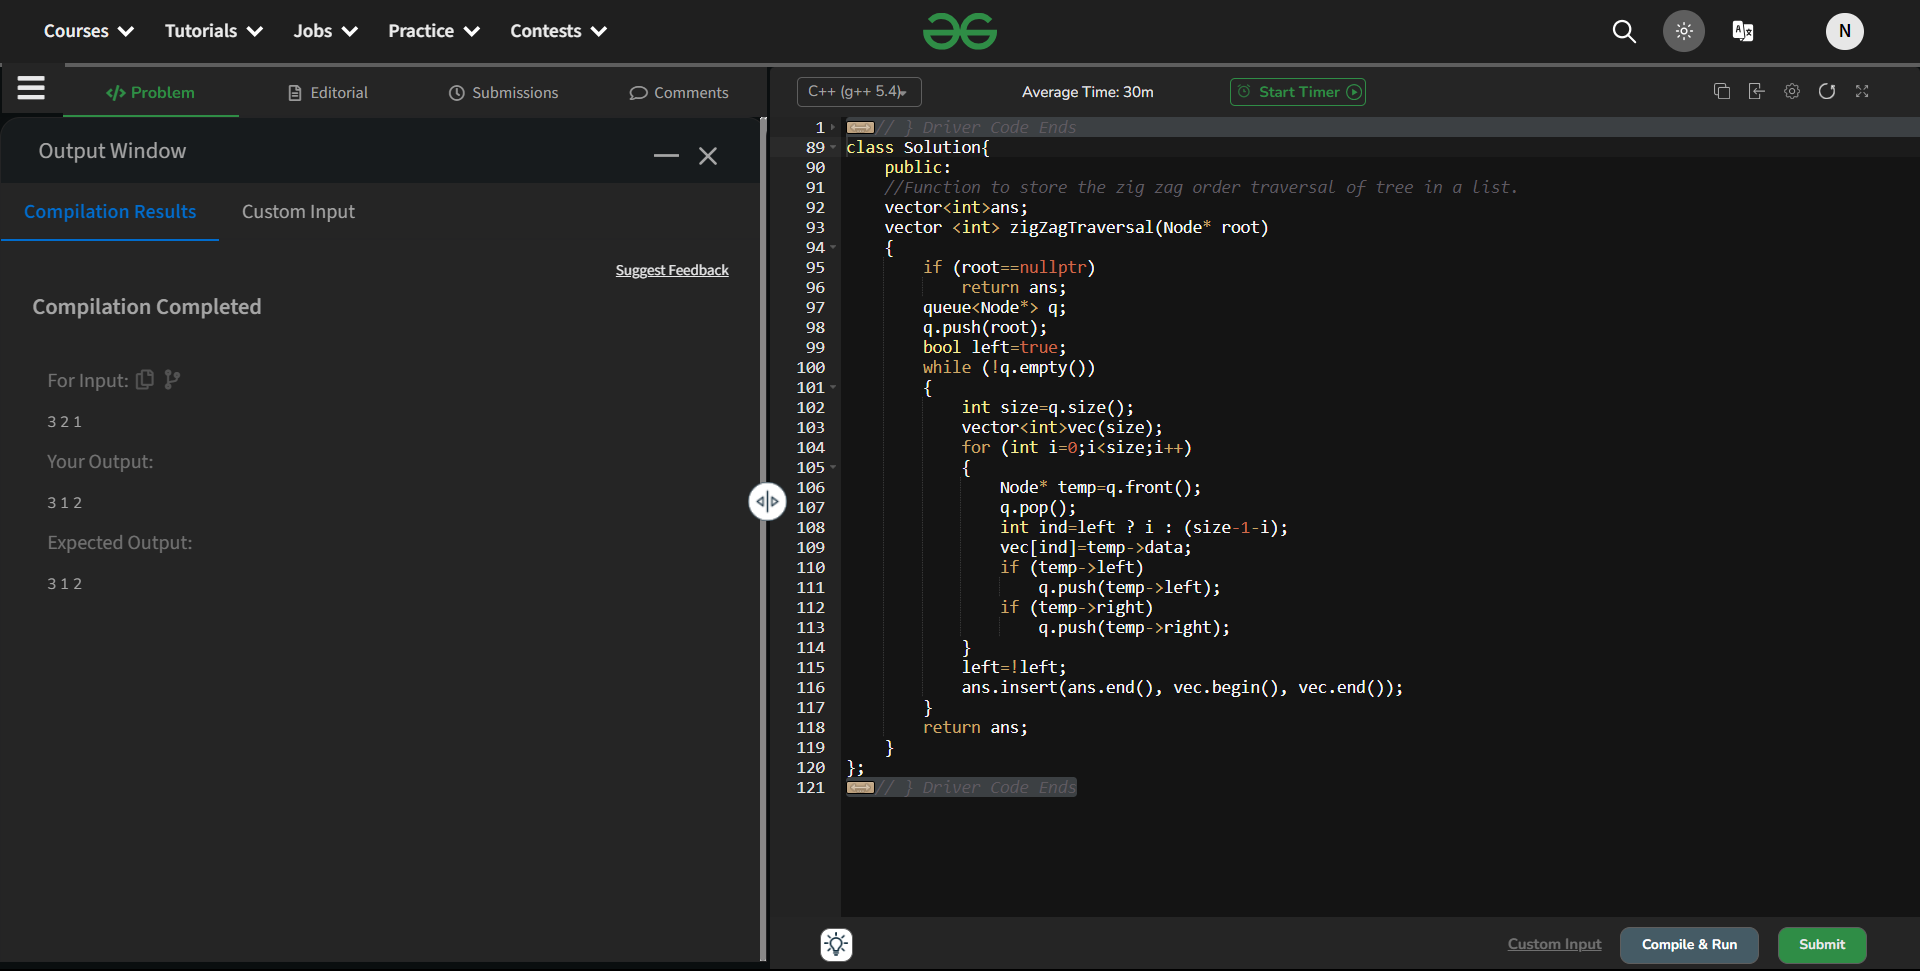 Courses Tutorials Jobs Practice Contests N
Problem Editorial Submissions Comments
C++ (g++ 5.4) Average Time: 30m Start Timer
Output Window
Compilation Results Custom Input
Suggest Feedback
Compilation Completed
For Input:
3 2 1
Your Output:
3 1 2
Expected Output:
3 1 2
1 // } Driver Code Ends
89 class Solution{
90     public:
91     //Function to store the zig zag order traversal of tree in a list.
92     vector<int>ans;
93     vector <int> zigZagTraversal(Node* root)
94     {
95         if (root==nullptr)
96             return ans;
97         queue<Node*> q;
98         q.push(root);
99         bool left=true;
100         while (!q.empty())
101         {
102             int size=q.size();
103             vector<int>vec(size);
104             for (int i=0;i<size;i++)
105             {
106                 Node* temp=q.front();
107                 q.pop();
108                 int ind=left ? i : (size-1-i);
109                 vec[ind]=temp->data;
110                 if (temp->left)
111                     q.push(temp->left);
112                 if (temp->right)
113                     q.push(temp->right);
114             }
115             left=!left;
116             ans.insert(ans.end(), vec.begin(), vec.end());
117         }
118         return ans;
119     }
120 };
121 // } Driver Code Ends
Custom Input Compile & Run Submit